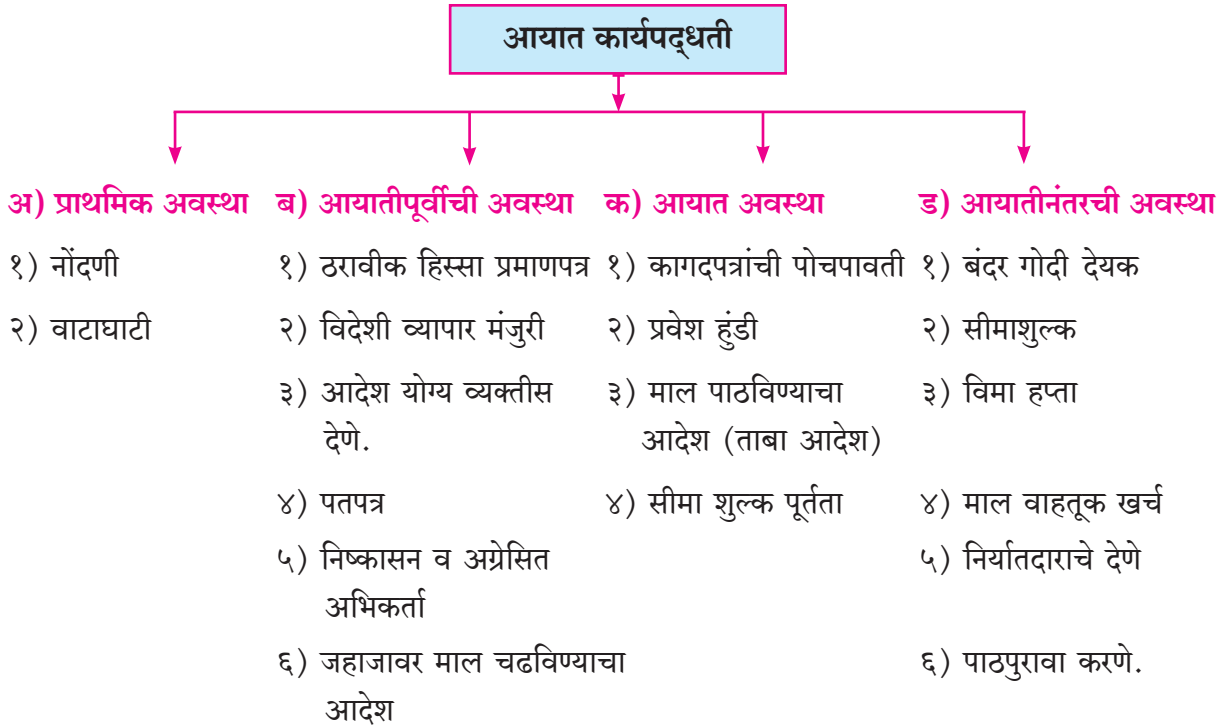 आयात कार्यपद्धती
अ) प्राथमिक अवस्था
१) नोंदणी
२) वाटाघाटी
ब) आयातीपूर्वीची अवस्था
१) ठरावीक हिस्सा प्रमाणपत्र
२) विदेशी व्यापार मंजुरी
३) आदेश योग्य व्यक्तीस
देणे.
४) पतपत्र
५) निष्कासन व अग्रेसित
अभिकर्ता
६) जहाजावर माल चढविण्याचा
आदेश
क) आयात अवस्था
१) कागदपत्रांची पोचपावती
२) प्रवेश हुंडी
३) माल पाठविण्याचा
आदेश (ताबा आदेश)
४) सीमा शुल्क पूर्तता
ड) आयातीनंतरची अवस्था
१) बंदर गोदी देयक
२) सीमाशुल्क
३) विमा हप्ता
४) माल वाहतूक खर्च
५) निर्यातदाराचे देणे
६) पाठपुरावा करणे.